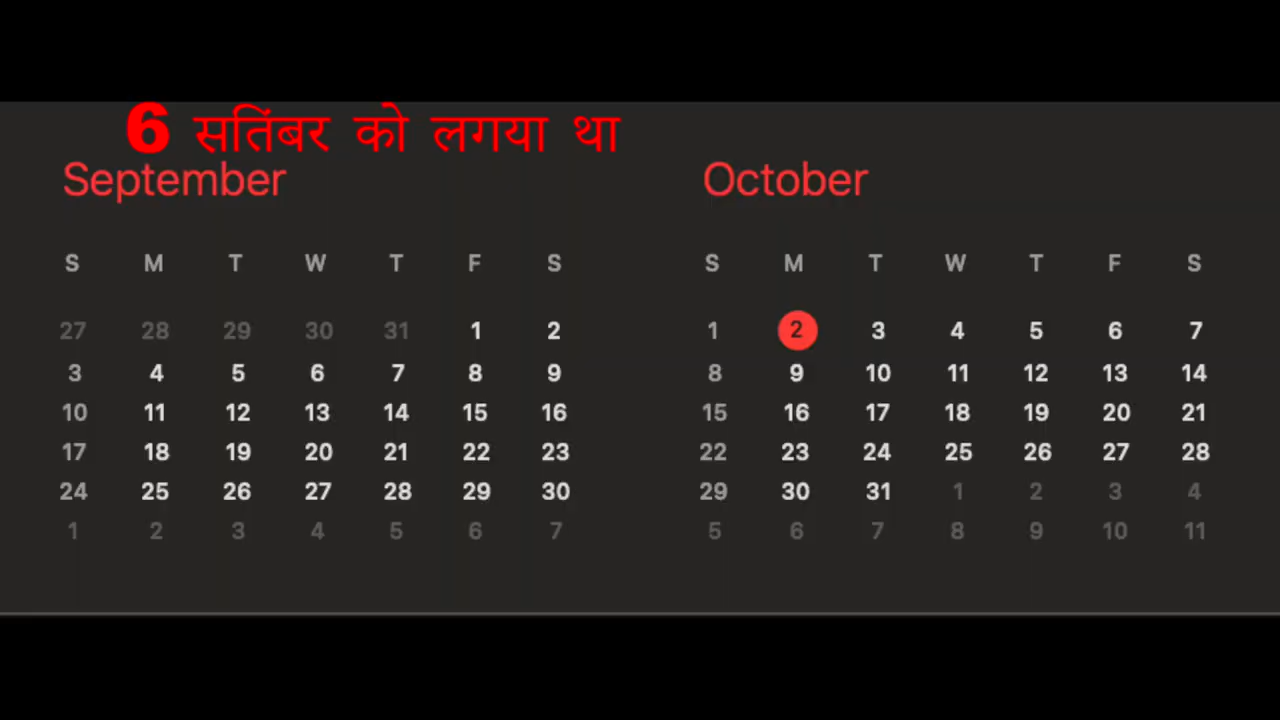 6 सतिंबर को लगया था
September October
S M T W T F S S M T W T F S
27 28 29 30 31 1 2 1 2 3 4 5 6 7
3 4 5 6 7 8 9 8 9 10 11 12 13 14
10 11 12 13 14 15 16 15 16 17 18 19 20 21
17 18 19 20 21 22 23 22 23 24 25 26 27 28
24 25 26 27 28 29 30 29 30 31 1 2 3 4
1 2 3 4 5 6 7 5 6 7 8 9 10 11